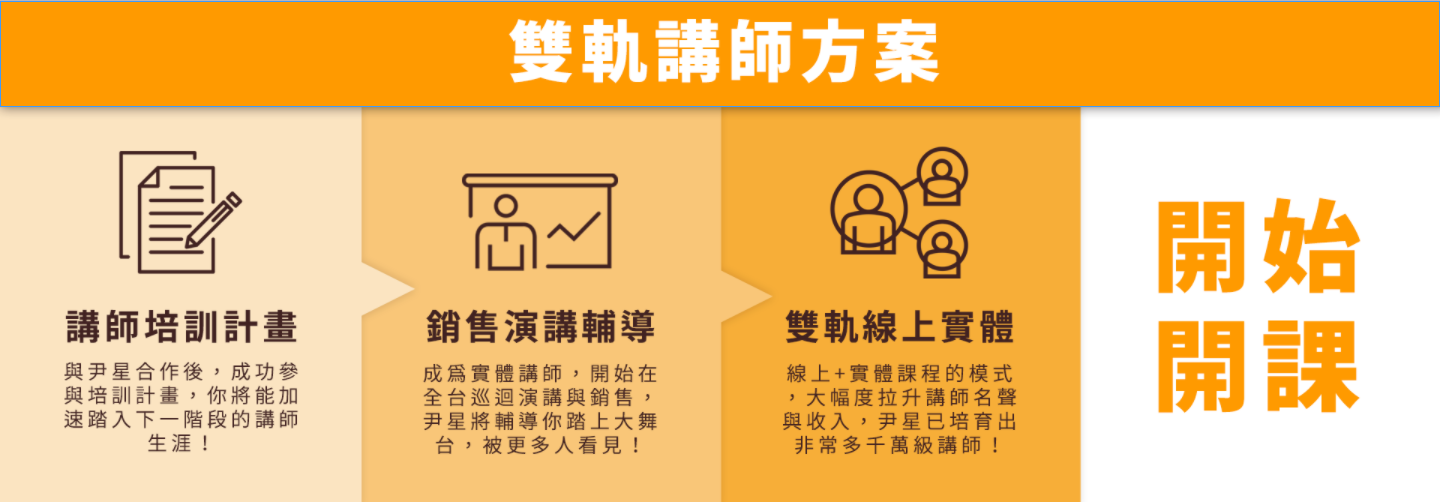 雙軌講師方案
講師培訓計畫
與尹星合作後，成功參
與培訓計畫，你將能加
速踏入下一階段的講師
生涯！
銷售演講輔導
成爲實體講師，開始在
全台巡迴演講與銷售，
尹星將輔導你踏上大舞
台，被更多人看見！
雙軌線上實體
線上+實體課程的模式
，大幅度拉升講師名聲
與收入，尹星已培育出
非常多千萬級講師！
開始
開課